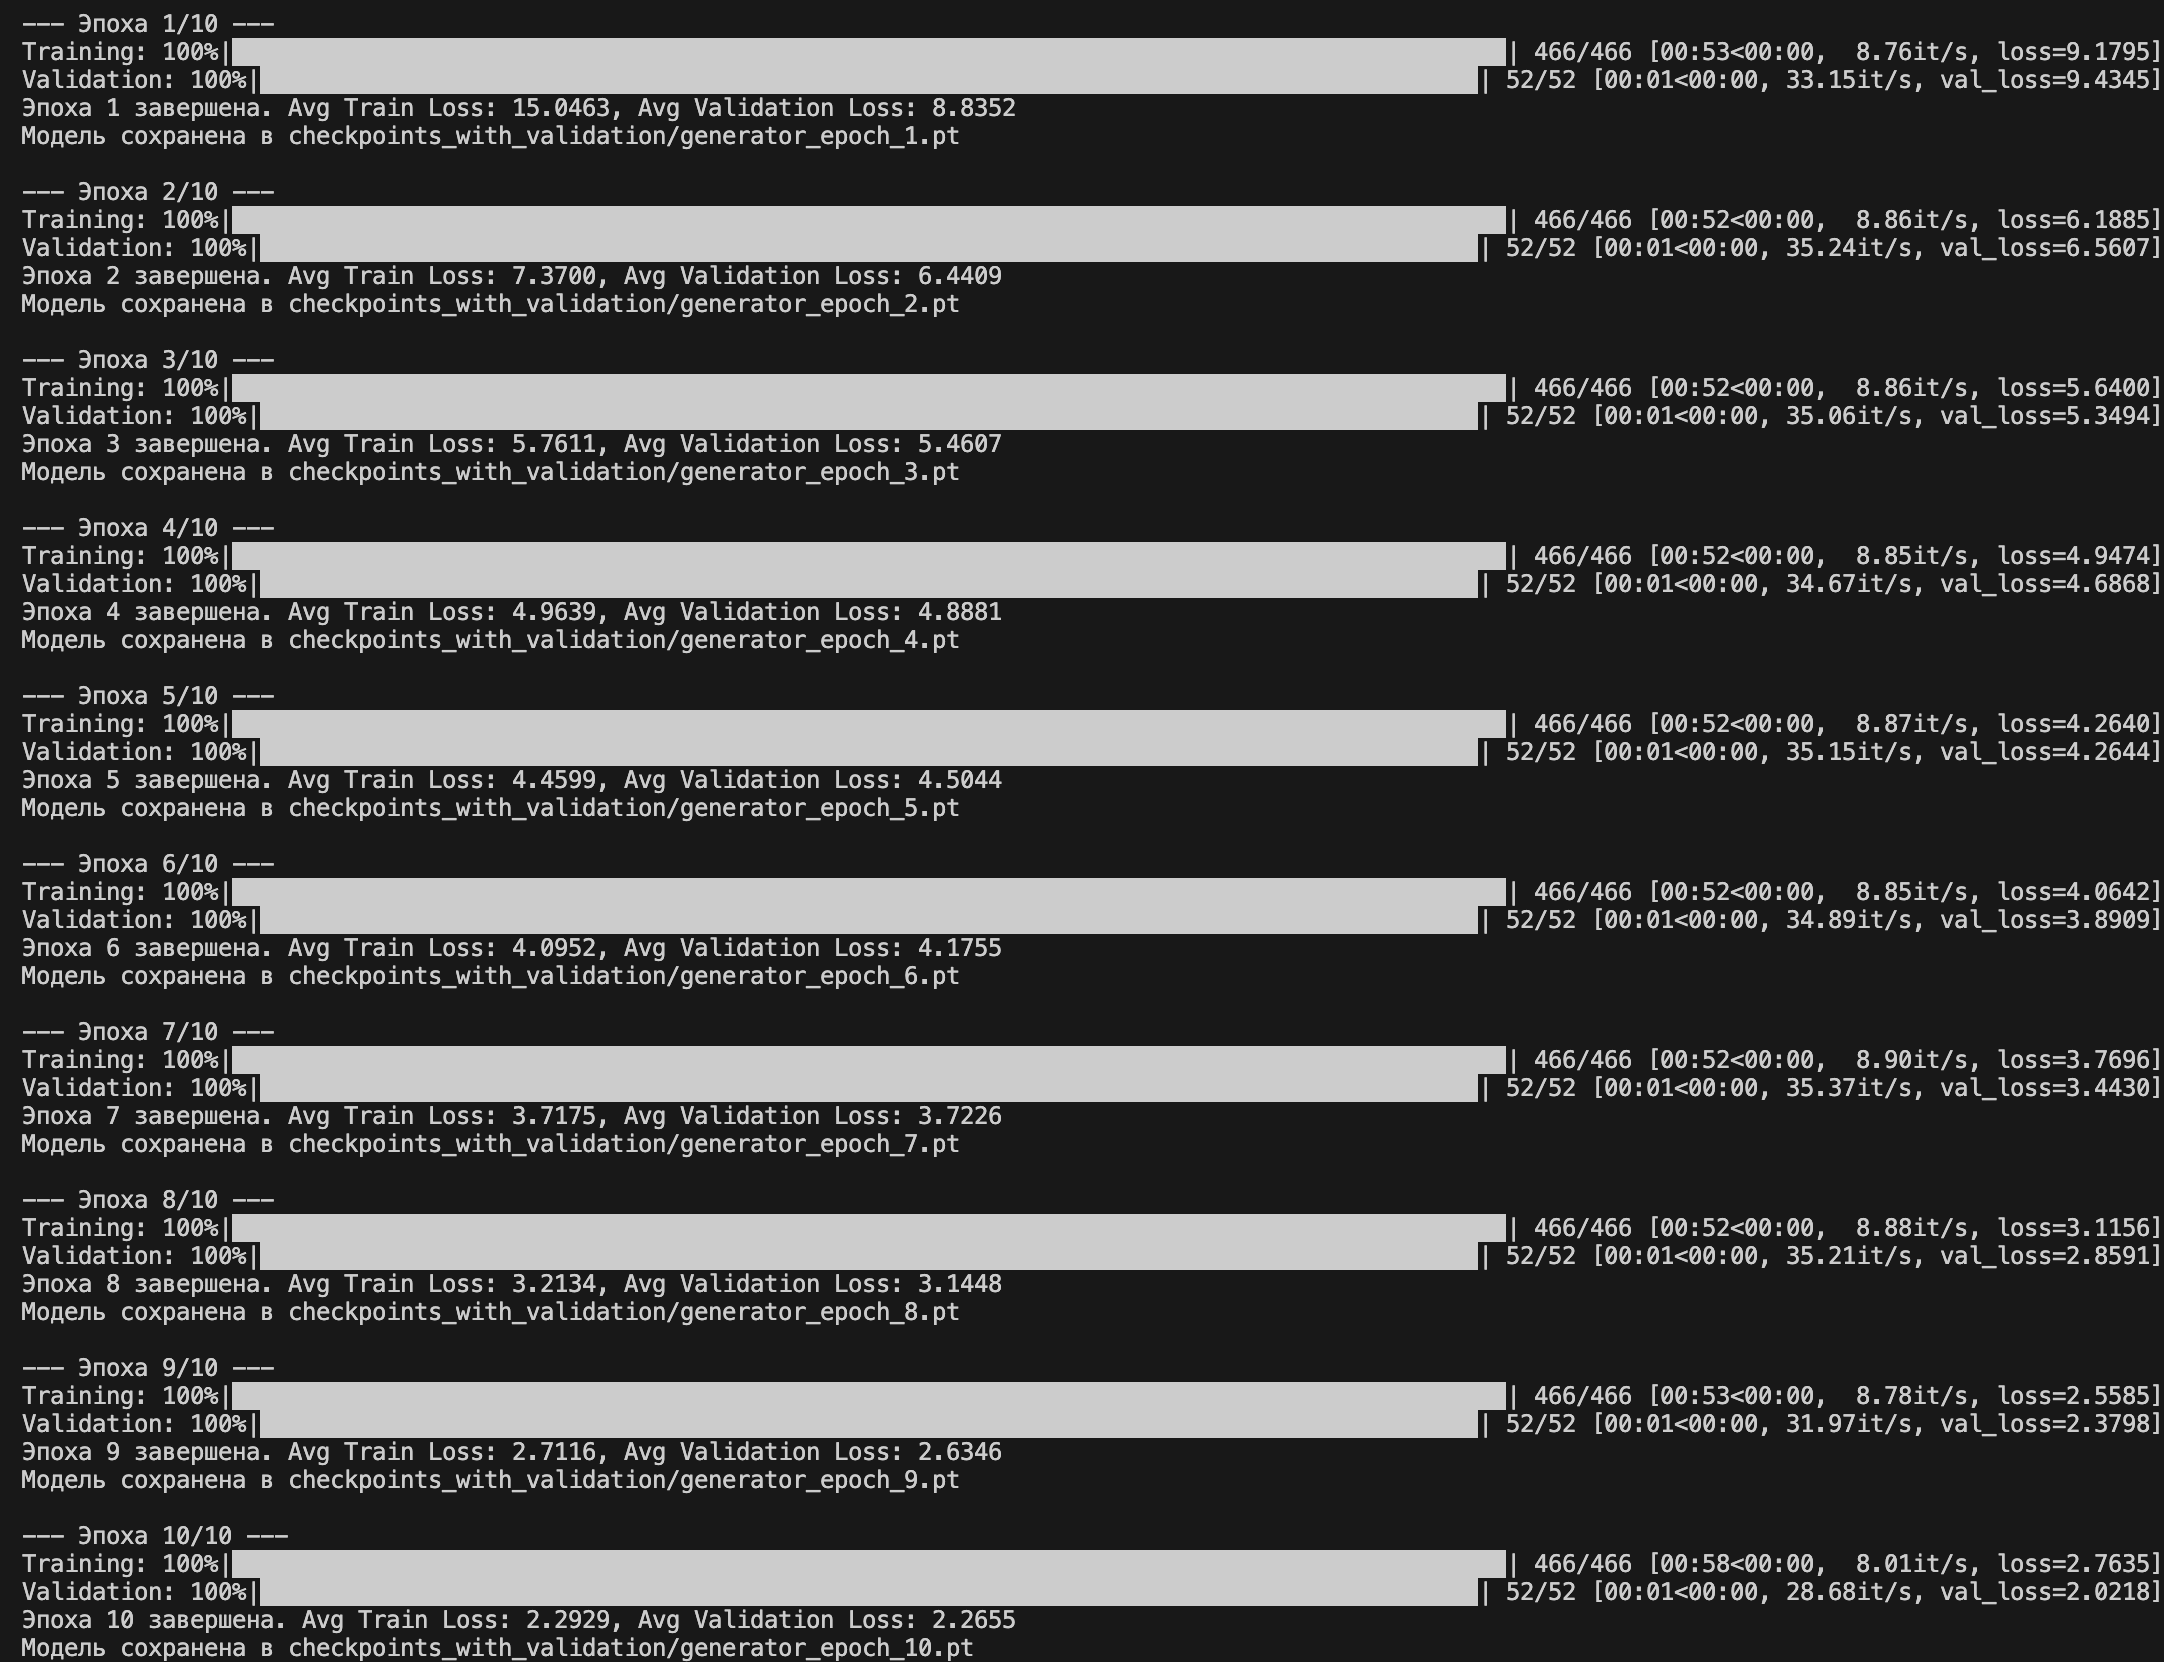 --- Эпоха 1/10 ---
Training: 100%|██████████| 466/466 [00:53<00:00,  8.76it/s, loss=9.1795]
Validation: 100%|██████████| 52/52 [00:01<00:00, 33.15it/s, val_loss=9.4345]
Эпоха 1 завершена. Avg Train Loss: 15.0463, Avg Validation Loss: 8.8352
Модель сохранена в checkpoints_with_validation/generator_epoch_1.pt

--- Эпоха 2/10 ---
Training: 100%|██████████| 466/466 [00:52<00:00,  8.86it/s, loss=6.1885]
Validation: 100%|██████████| 52/52 [00:01<00:00, 35.24it/s, val_loss=6.5607]
Эпоха 2 завершена. Avg Train Loss: 7.3700, Avg Validation Loss: 6.4409
Модель сохранена в checkpoints_with_validation/generator_epoch_2.pt

--- Эпоха 3/10 ---
Training: 100%|██████████| 466/466 [00:52<00:00,  8.86it/s, loss=5.6400]
Validation: 100%|██████████| 52/52 [00:01<00:00, 35.06it/s, val_loss=5.3494]
Эпоха 3 завершена. Avg Train Loss: 5.7611, Avg Validation Loss: 5.4607
Модель сохранена в checkpoints_with_validation/generator_epoch_3.pt

--- Эпоха 4/10 ---
Training: 100%|██████████| 466/466 [00:52<00:00,  8.85it/s, loss=4.9474]
Validation: 100%|██████████| 52/52 [00:01<00:00, 34.67it/s, val_loss=4.6868]
Эпоха 4 завершена. Avg Train Loss: 4.9639, Avg Validation Loss: 4.8881
Модель сохранена в checkpoints_with_validation/generator_epoch_4.pt

--- Эпоха 5/10 ---
Training: 100%|██████████| 466/466 [00:52<00:00,  8.87it/s, loss=4.2640]
Validation: 100%|██████████| 52/52 [00:01<00:00, 35.15it/s, val_loss=4.2644]
Эпоха 5 завершена. Avg Train Loss: 4.4599, Avg Validation Loss: 4.5044
Модель сохранена в checkpoints_with_validation/generator_epoch_5.pt

--- Эпоха 6/10 ---
Training: 100%|██████████| 466/466 [00:52<00:00,  8.85it/s, loss=4.0642]
Validation: 100%|██████████| 52/52 [00:01<00:00, 34.89it/s, val_loss=3.8909]
Эпоха 6 завершена. Avg Train Loss: 4.0952, Avg Validation Loss: 4.1755
Модель сохранена в checkpoints_with_validation/generator_epoch_6.pt

--- Эпоха 7/10 ---
Training: 100%|██████████| 466/466 [00:52<00:00,  8.90it/s, loss=3.7696]
Validation: 100%|██████████| 52/52 [00:01<00:00, 35.37it/s, val_loss=3.4430]
Эпоха 7 завершена. Avg Train Loss: 3.7175, Avg Validation Loss: 3.7226
Модель сохранена в checkpoints_with_validation/generator_epoch_7.pt

--- Эпоха 8/10 ---
Training: 100%|██████████| 466/466 [00:52<00:00,  8.88it/s, loss=3.1156]
Validation: 100%|██████████| 52/52 [00:01<00:00, 35.21it/s, val_loss=2.8591]
Эпоха 8 завершена. Avg Train Loss: 3.2134, Avg Validation Loss: 3.1448
Модель сохранена в checkpoints_with_validation/generator_epoch_8.pt

--- Эпоха 9/10 ---
Training: 100%|██████████| 466/466 [00:53<00:00,  8.78it/s, loss=2.5585]
Validation: 100%|██████████| 52/52 [00:01<00:00, 31.97it/s, val_loss=2.3798]
Эпоха 9 завершена. Avg Train Loss: 2.7116, Avg Validation Loss: 2.6346
Модель сохранена в checkpoints_with_validation/generator_epoch_9.pt

--- Эпоха 10/10 ---
Training: 100%|██████████| 466/466 [00:58<00:00,  8.01it/s, loss=2.7635]
Validation: 100%|██████████| 52/52 [00:01<00:00, 28.68it/s, val_loss=2.0218]
Эпоха 10 завершена. Avg Train Loss: 2.2929, Avg Validation Loss: 2.2655
Модель сохранена в checkpoints_with_validation/generator_epoch_10.pt